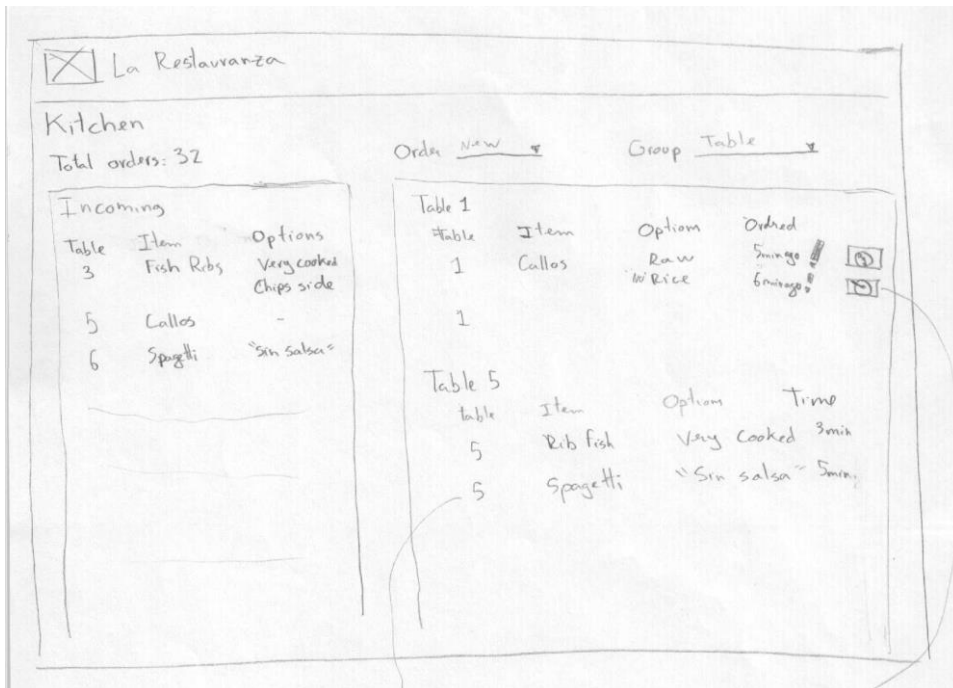 La Restauranza
Kitchen
Total orders: 32
Order New
Group Table
Incoming
Table Item Options
3 Fish Ribs Very cooked
Chips side
5 Callos -
6 Spagetti "Sin salsa"
Table 1
Table Item Option Ordred
1 Callos Raw 5min ago !
"W Rice 6min ago !
1
Table 5
table Item Option Time
5 Rib fish Very Cooked 3min
5 Spagetti "Sin salsa" 5min